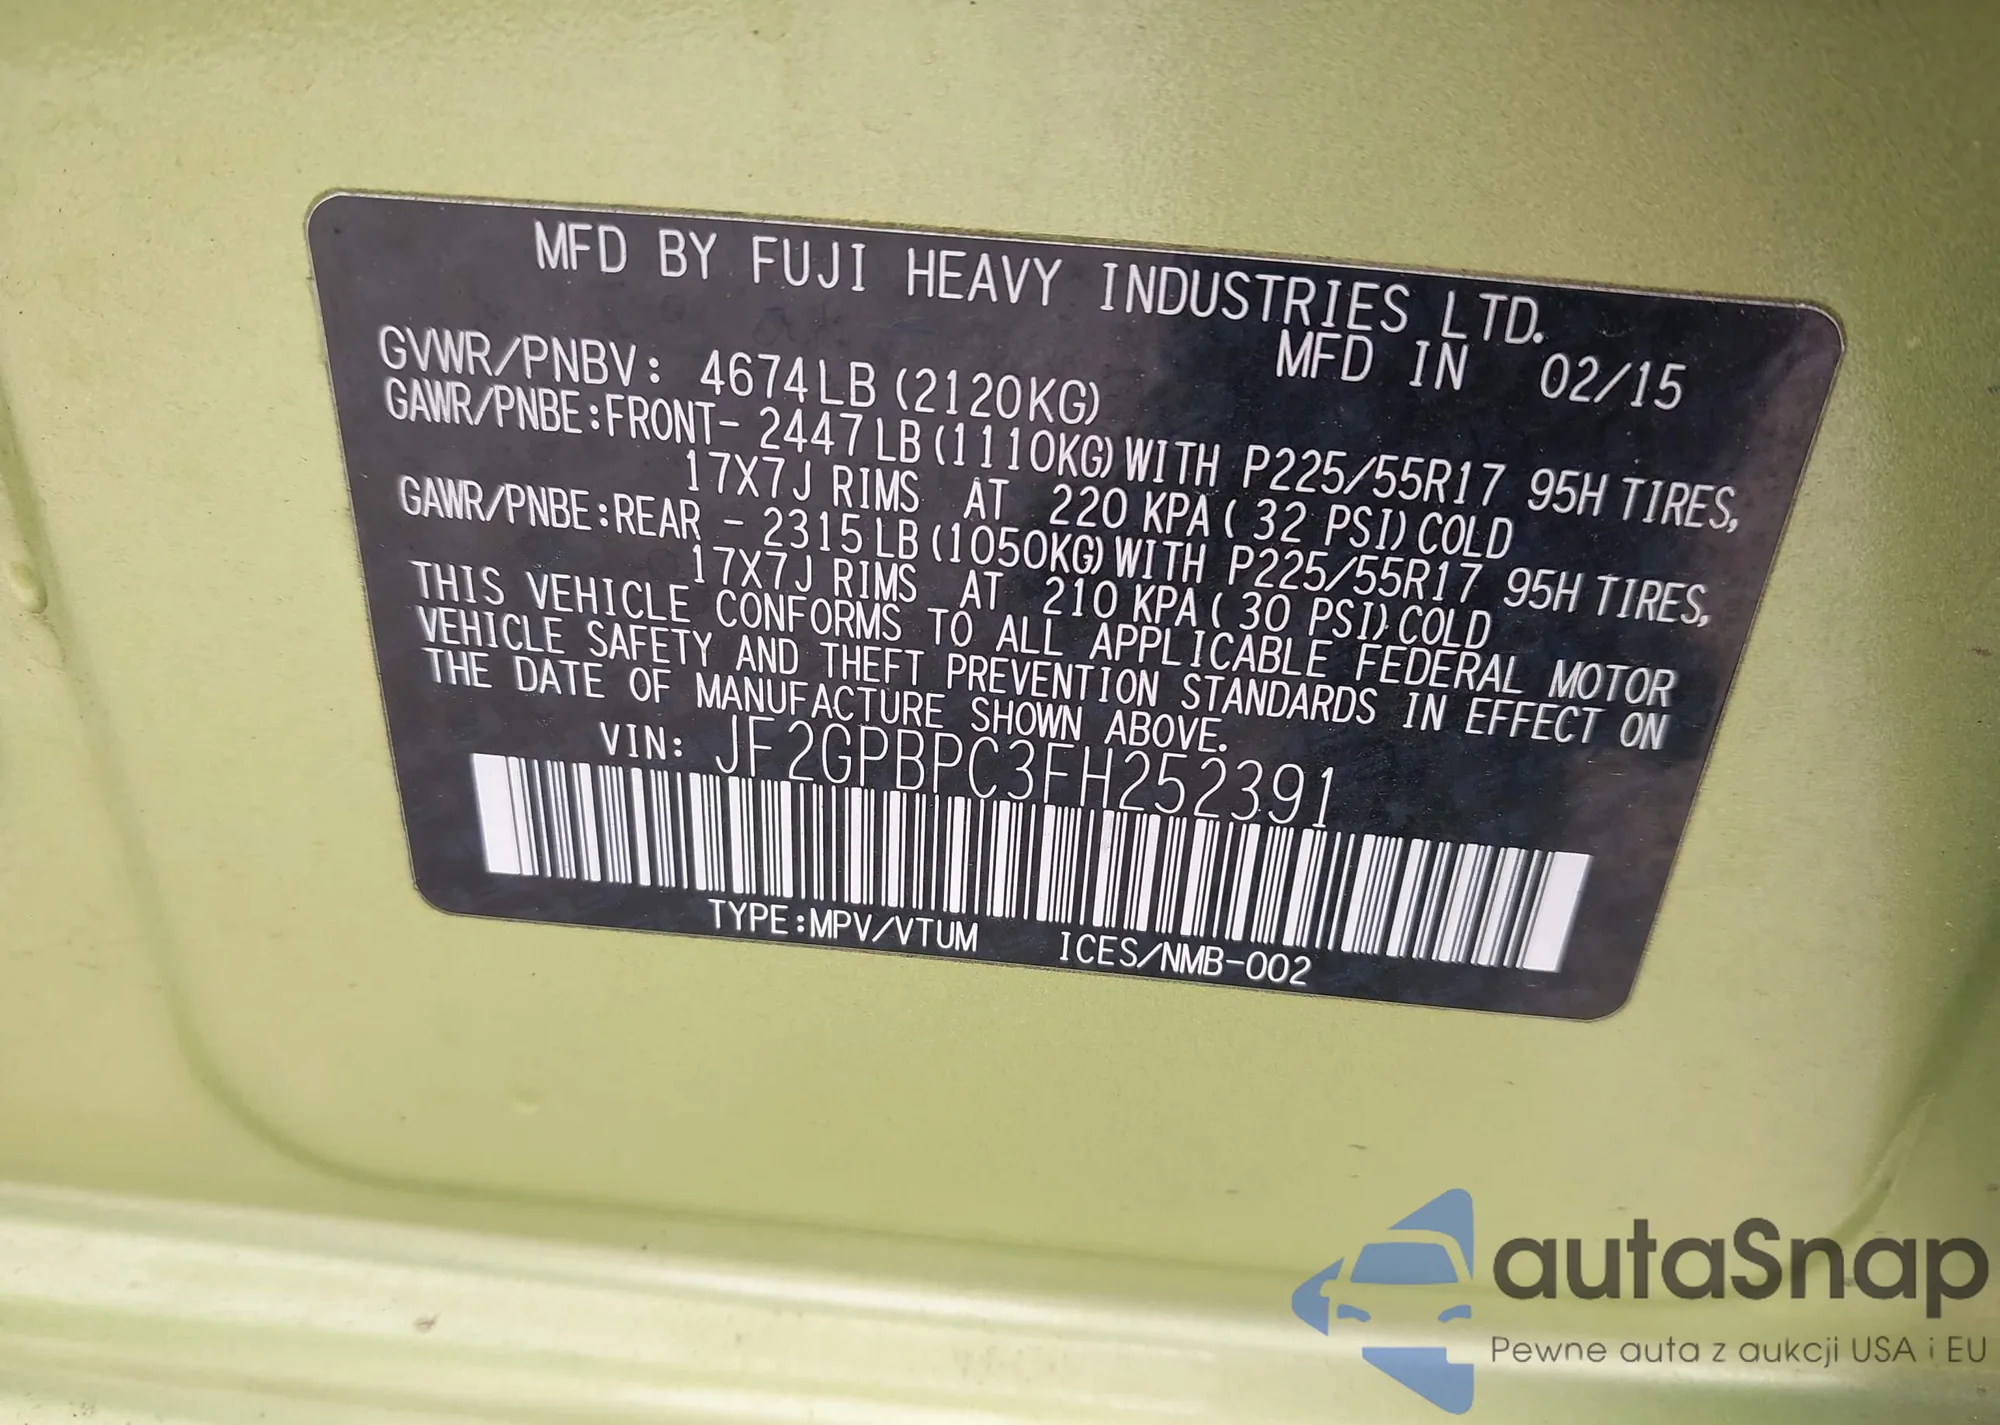 MFD BY FUJI HEAVY INDUSTRIES LTD.
MFD IN 02/15
GVWR/PNBV: 4674LB (2120KG)
GAWR/PNBE:FRONT- 2447LB(1110KG) WITH P225/55R17 95H TIRES,
17X7J RIMS AT 220 KPA( 32 PSI) COLD
GAWR/PNBE:REAR - 2315LB(1050KG) WITH P225/55R17 95H TIRES,
17X7J RIMS AT 210 KPA( 30 PSI) COLD
THIS VEHICLE CONFORMS TO ALL APPLICABLE FEDERAL MOTOR
VEHICLE SAFETY AND THEFT PREVENTION STANDARDS IN EFFECT ON
THE DATE OF MANUFACTURE SHOWN ABOVE.
VIN: JF2GPBPC3FH252391
TYPE:MPV/VTUM ICES/NMB-002
autaSnap
Pewne auta z aukcji USA i EU